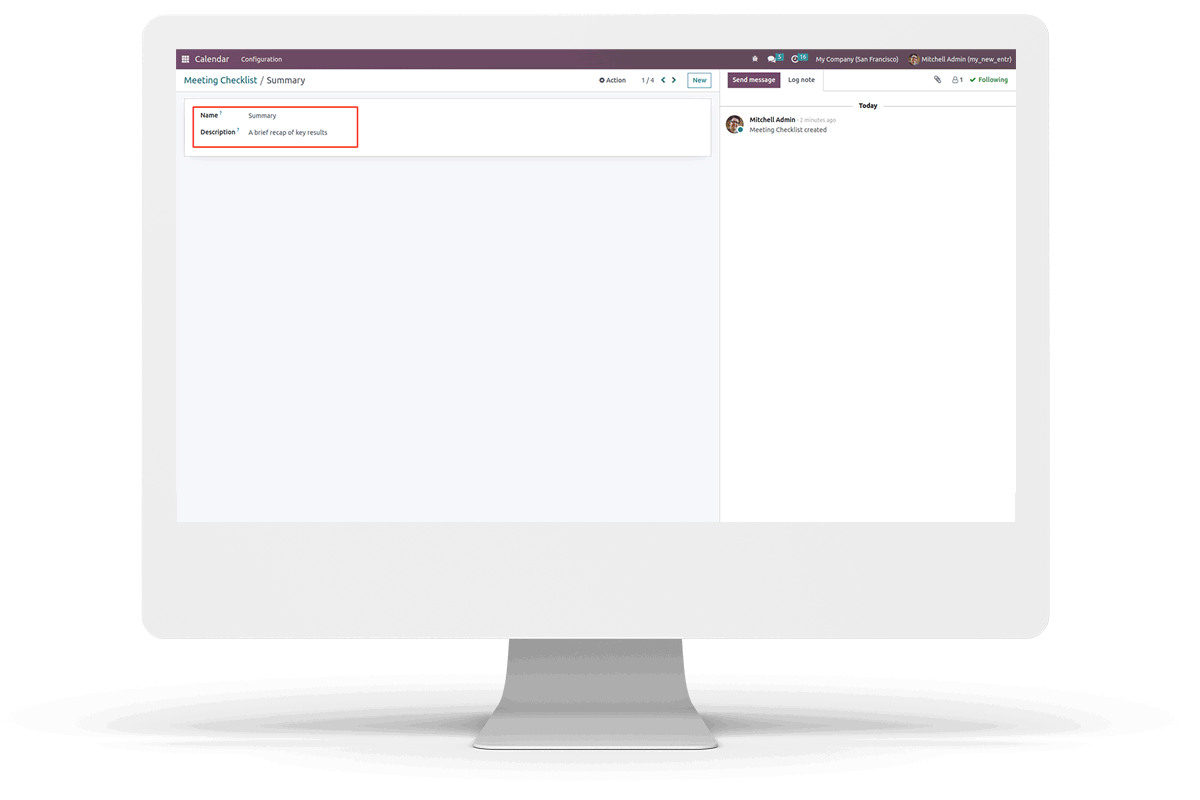 Calendar Configuration 5 16 My Company (San Francisco) Mitchell Admin (my_new_entr)
Meeting Checklist / Summary Action 1 / 4 New Send message Log note 1 Following
Name ? Summary
Description ? A brief recap of key results
Today
Mitchell Admin - 2 minutes ago
Meeting Checklist created